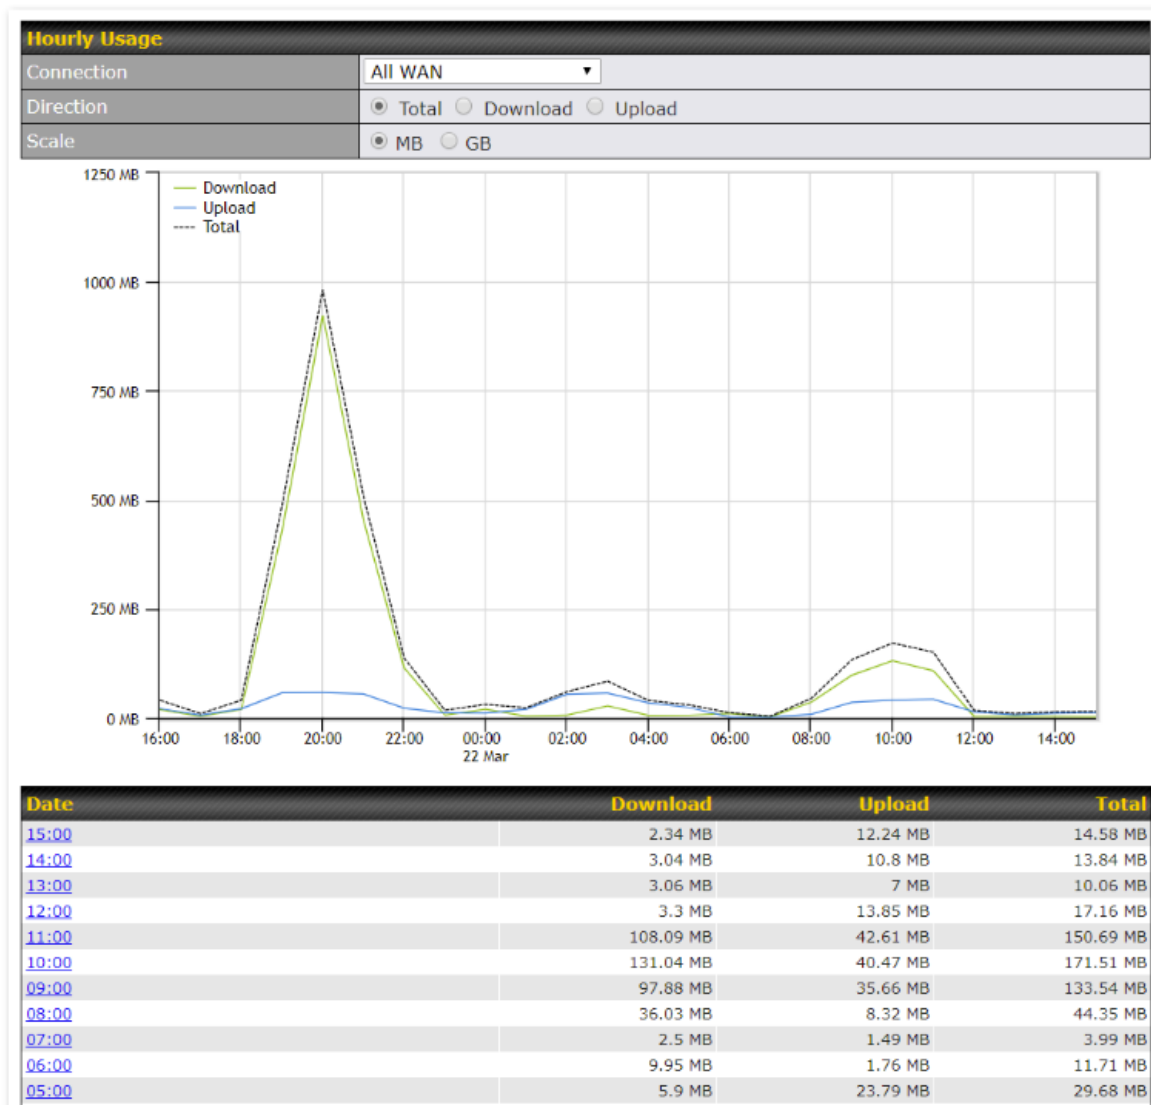 Hourly Usage
Connection All WAN
Direction Total Download Upload
Scale MB GB
1250 MB
Download
Upload
Total
1000 MB
750 MB
500 MB
250 MB
0 MB
16:00 18:00 20:00 22:00 00:00 02:00 04:00 06:00 08:00 10:00 12:00 14:00
22 Mar
Date Download Upload Total
15:00 2.34 MB 12.24 MB 14.58 MB
14:00 3.04 MB 10.8 MB 13.84 MB
13:00 3.06 MB 7 MB 10.06 MB
12:00 3.3 MB 13.85 MB 17.16 MB
11:00 108.09 MB 42.61 MB 150.69 MB
10:00 131.04 MB 40.47 MB 171.51 MB
09:00 97.88 MB 35.66 MB 133.54 MB
08:00 36.03 MB 8.32 MB 44.35 MB
07:00 2.5 MB 1.49 MB 3.99 MB
06:00 9.95 MB 1.76 MB 11.71 MB
05:00 5.9 MB 23.79 MB 29.68 MB